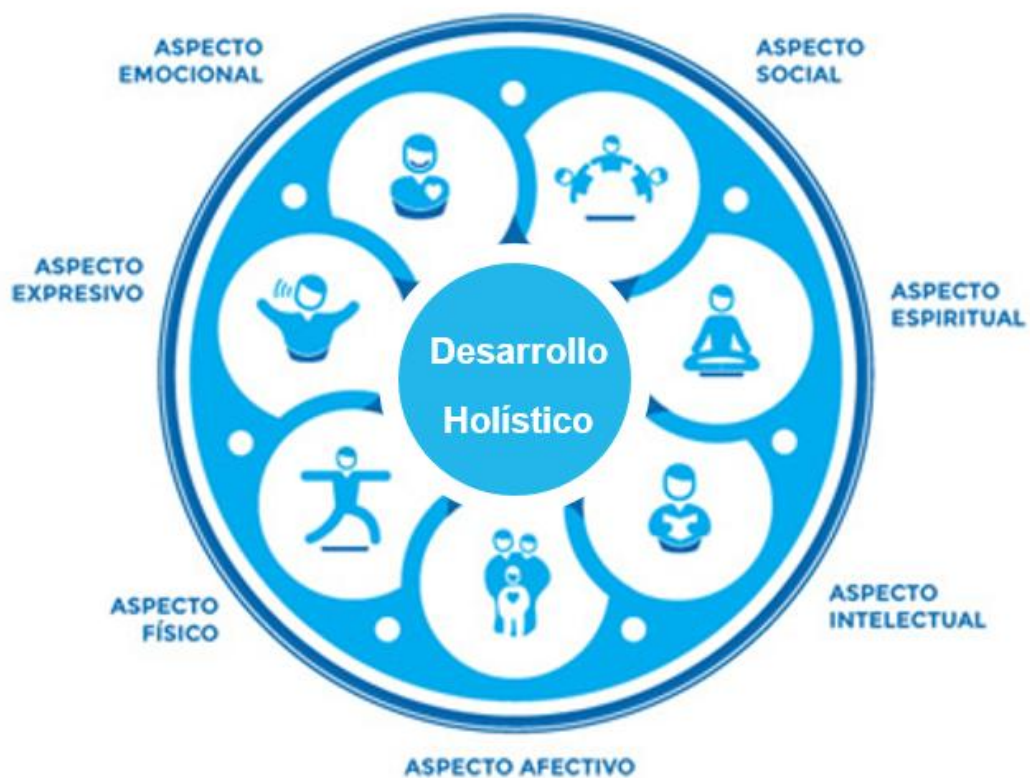 ASPECTO
EMOCIONAL
ASPECTO
SOCIAL
ASPECTO
EXPRESIVO
ASPECTO
ESPIRITUAL
Desarrollo
Holístico
ASPECTO
FÍSICO
ASPECTO
INTELECTUAL
ASPECTO AFECTIVO